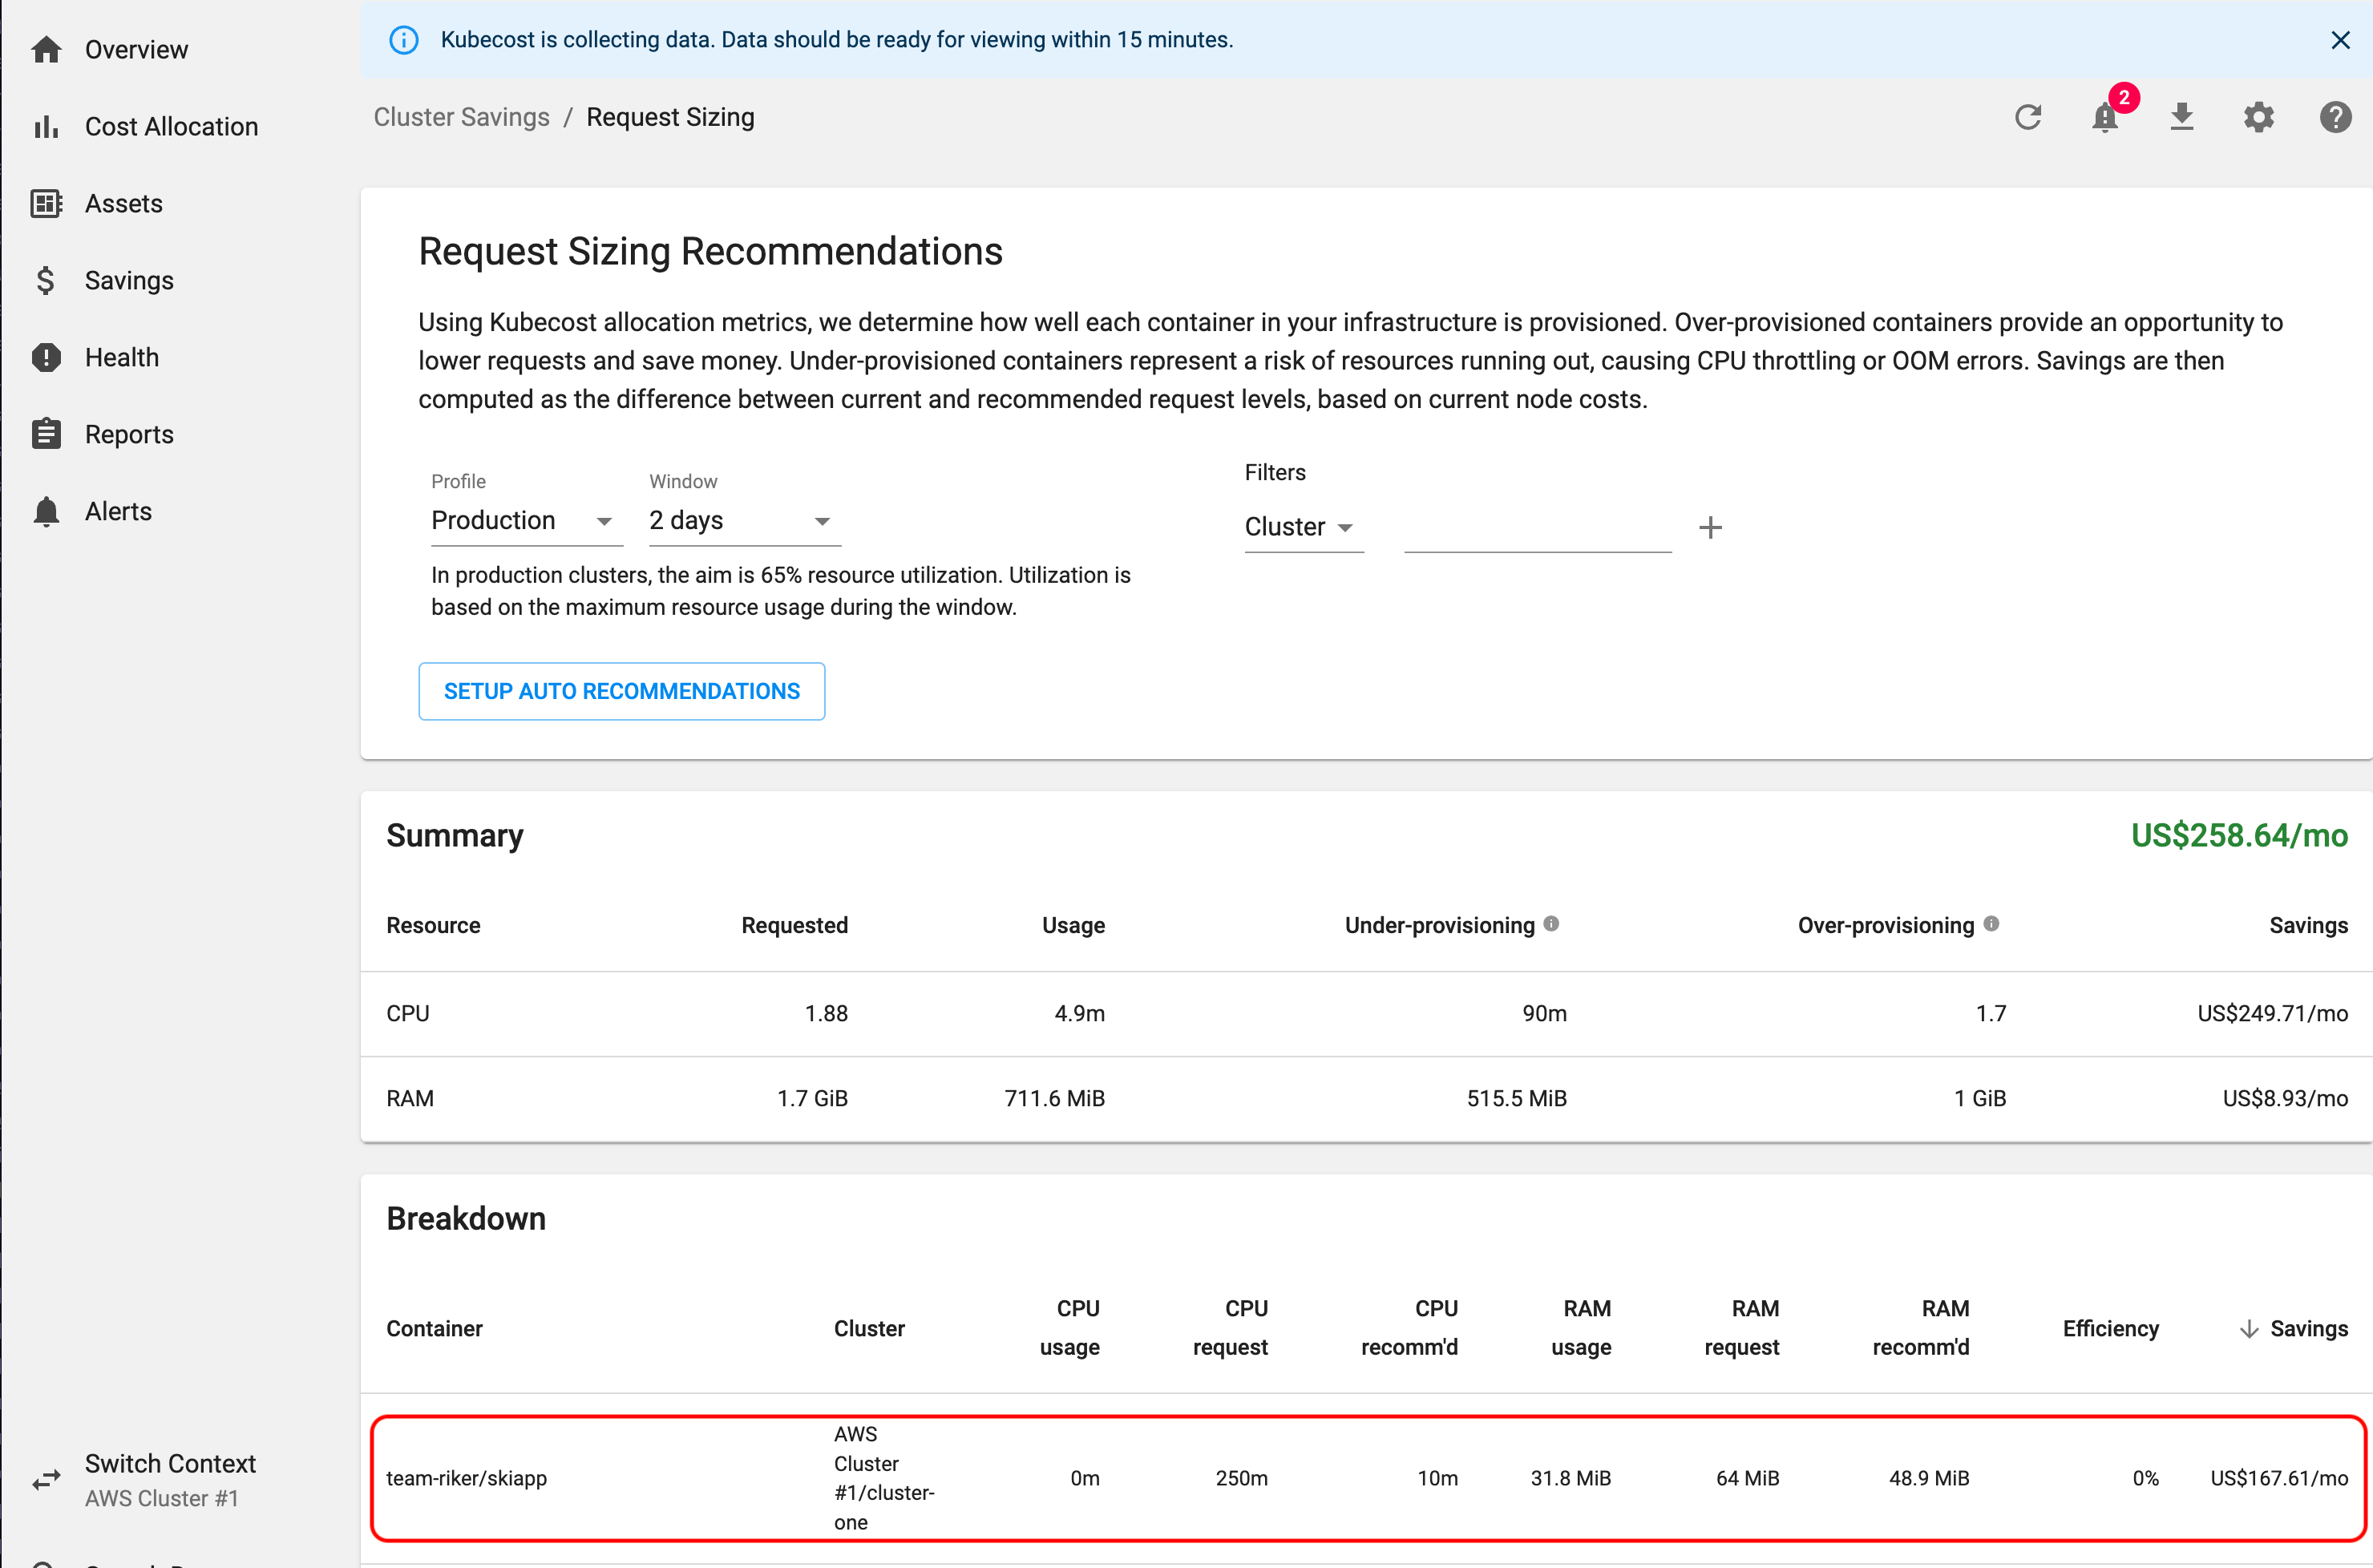 Overview
Cost Allocation
Assets
Savings
Health
Reports
Alerts
Switch Context
AWS Cluster #1
Kubecost is collecting data. Data should be ready for viewing within 15 minutes.
Cluster Savings / Request Sizing
2
Request Sizing Recommendations
Using Kubecost allocation metrics, we determine how well each container in your infrastructure is provisioned. Over-provisioned containers provide an opportunity to
lower requests and save money. Under-provisioned containers represent a risk of resources running out, causing CPU throttling or OOM errors. Savings are then
computed as the difference between current and recommended request levels, based on current node costs.
Profile Window Filters
Production 2 days Cluster
In production clusters, the aim is 65% resource utilization. Utilization is
based on the maximum resource usage during the window.
SETUP AUTO RECOMMENDATIONS
Summary US$258.64/mo
Resource Requested Usage Under-provisioning Over-provisioning Savings
CPU 1.88 4.9m 90m 1.7 US$249.71/mo
RAM 1.7 GiB 711.6 MiB 515.5 MiB 1 GiB US$8.93/mo
Breakdown
Container Cluster CPU usage CPU request CPU recomm'd RAM usage RAM request RAM recomm'd Efficiency Savings
team-riker/skiapp AWS Cluster #1/cluster-one 0m 250m 10m 31.8 MiB 64 MiB 48.9 MiB 0% US$167.61/mo